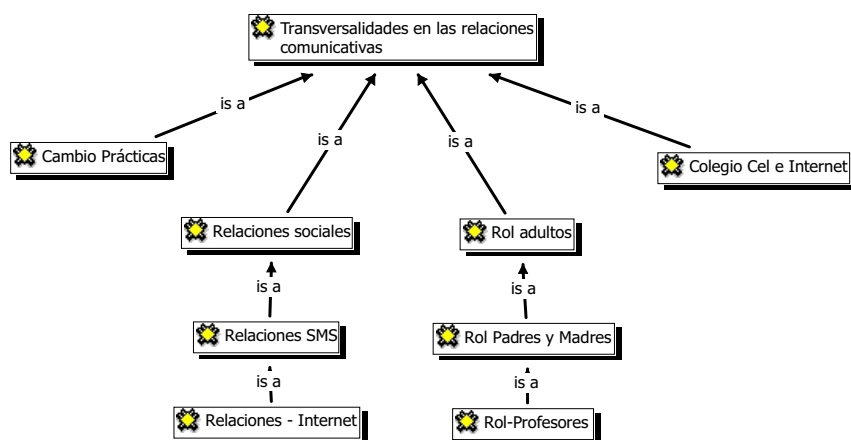 Transversalidades en las relaciones
comunicativas
is a
is a
is a
is a
Cambio Prácticas
Colegio Cel e Internet
Relaciones sociales
Rol adultos
is a
is a
Relaciones SMS
Rol Padres y Madres
is a
is a
Relaciones - Internet
Rol-Profesores